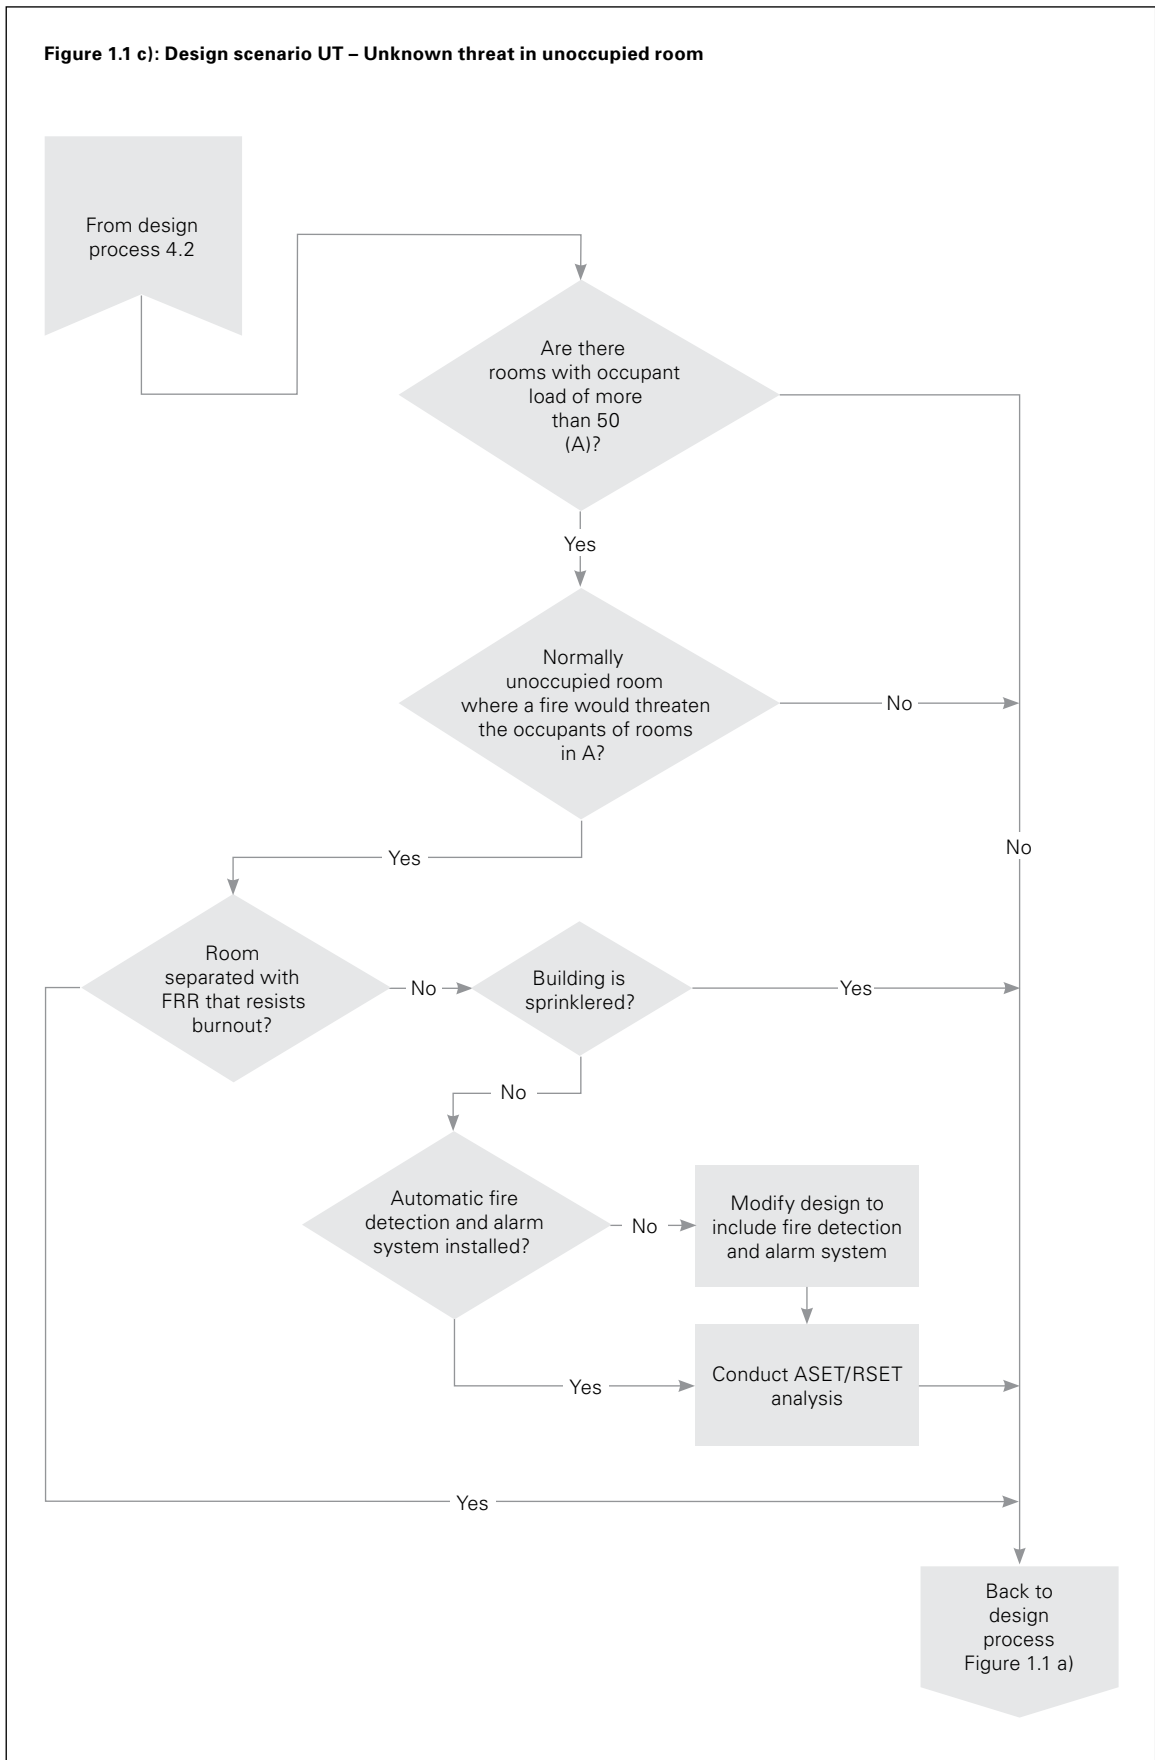 Figure 1.1 c): Design scenario UT – Unknown threat in unoccupied room
From design
process 4.2
Are there
rooms with occupant
load of more
than 50
(A)?
Yes
Normally
unoccupied room
where a fire would threaten
the occupants of rooms
in A?
No
No
Yes
Room
separated with
FRR that resists
burnout?
No
Building is
sprinklered?
Yes
No
Automatic fire
detection and alarm
system installed?
No
Modify design to
include fire detection
and alarm system
Yes
Conduct ASET/RSET
analysis
Yes
Back to
design
process
Figure 1.1 a)